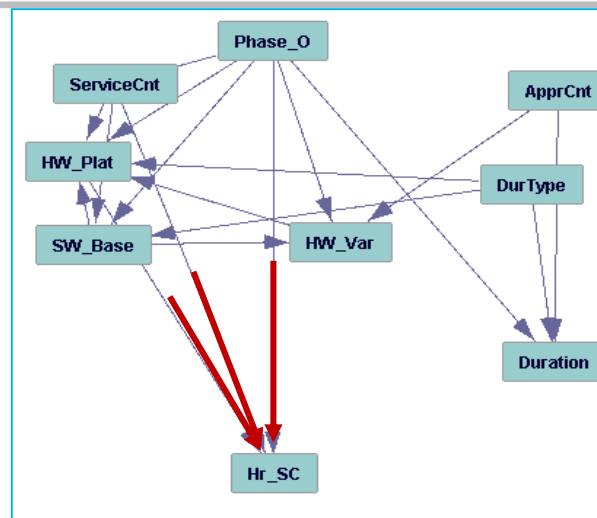 Phase_O
ServiceCnt
ApprCnt
HW_Plat
DurType
SW_Base
HW_Var
Duration
Hr_SC